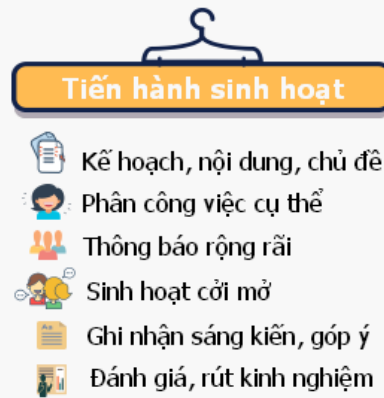 Tiến hành sinh hoạt
Kế hoạch, nội dung, chủ đề
Phân công việc cụ thể
Thông báo rộng rãi
Sinh hoạt cởi mở
Ghi nhận sáng kiến, góp ý
Đánh giá, rút kinh nghiệm